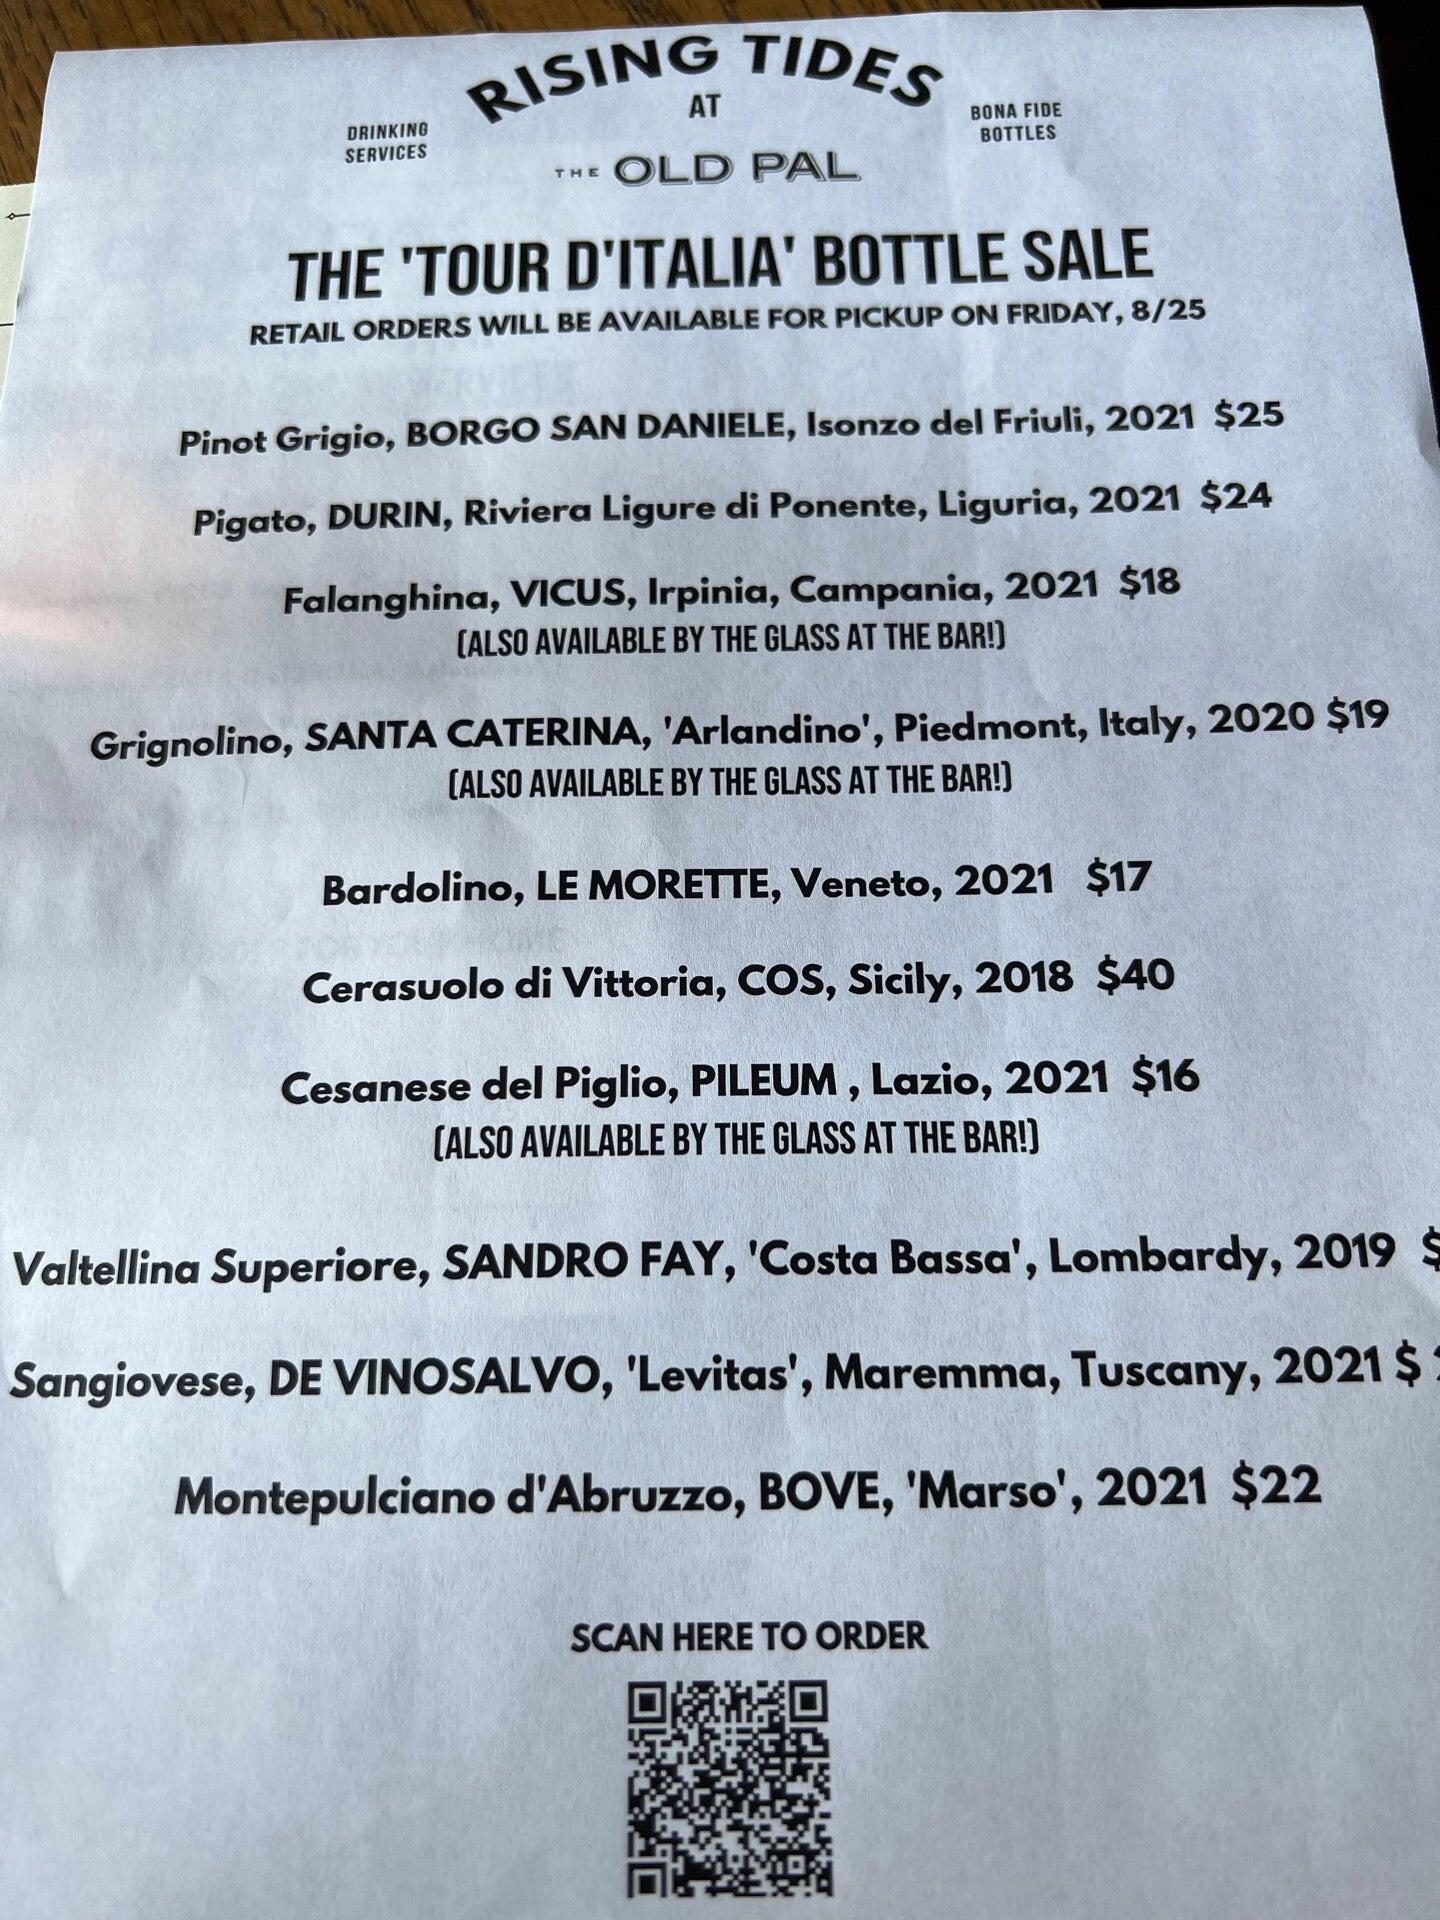 RISING TIDES
AT
DRINKING
SERVICES
BONA FIDE
BOTTLES
THE OLD PAL
THE 'TOUR D'ITALIA' BOTTLE SALE
RETAIL ORDERS WILL BE AVAILABLE FOR PICKUP ON FRIDAY, 8/25
Pinot Grigio, BORGO SAN DANIELE, Isonzo del Friuli, 2021 $25
Pigato, DURIN, Riviera Ligure di Ponente, Liguria, 2021 $24
Falanghina, VICUS, Irpinia, Campania, 2021 $18
(ALSO AVAILABLE BY THE GLASS AT THE BAR!)
Grignolino, SANTA CATERINA, 'Arlandino', Piedmont, Italy, 2020 $19
(ALSO AVAILABLE BY THE GLASS AT THE BAR!)
Bardolino, LE MORETTE, Veneto, 2021 $17
Cerasuolo di Vittoria, COS, Sicily, 2018 $40
Cesanese del Piglio, PILEUM , Lazio, 2021 $16
(ALSO AVAILABLE BY THE GLASS AT THE BAR!)
Valtellina Superiore, SANDRO FAY, 'Costa Bassa', Lombardy, 2019 $
Sangiovese, DE VINOSALVO, 'Levitas', Maremma, Tuscany, 2021 $
Montepulciano d'Abruzzo, BOVE, 'Marso', 2021 $22
SCAN HERE TO ORDER